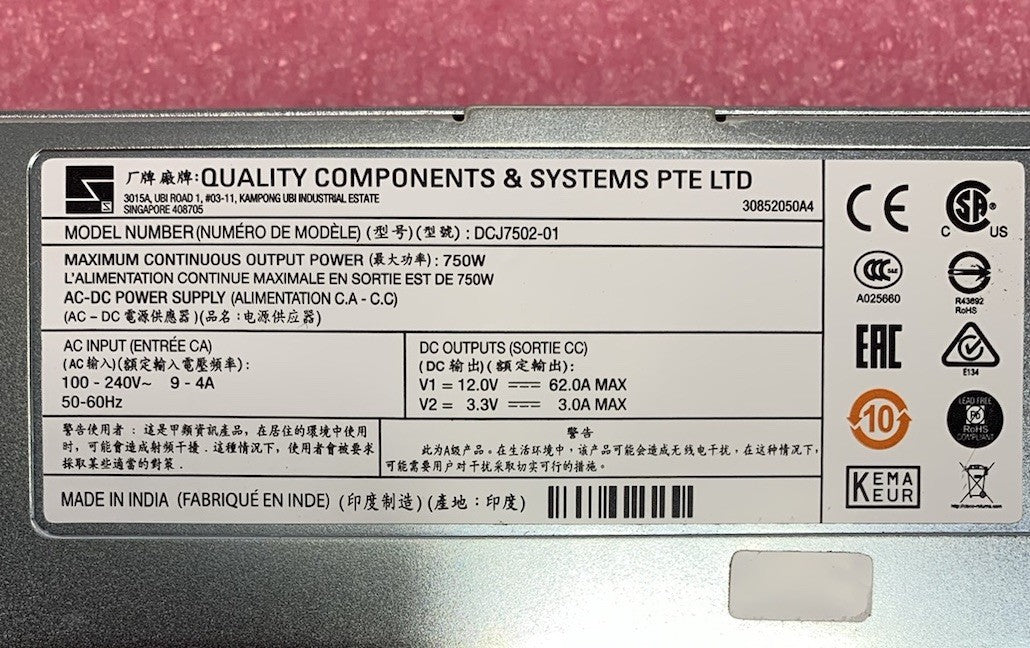 厂牌 廠牌:QUALITY COMPONENTS & SYSTEMS PTE LTD
3015A, UBI ROAD 1, #03-11, KAMPONG UBI INDUSTRIAL ESTATE
SINGAPORE 408705
30852050A4
MODEL NUMBER(NUMÉRO DE MODÈLE) (型号)(型號) : DCJ7502-01
MAXIMUM CONTINUOUS OUTPUT POWER (最大功率) : 750W
L'ALIMENTATION CONTINUE MAXIMALE EN SORTIE EST DE 750W
AC-DC POWER SUPPLY (ALIMENTATION C.A - C.C)
(AC – DC 電源供應器)(品名:电源供应器)
AC INPUT (ENTRÉE CA)
(AC输入)(額定輸入電壓頻率):
100 - 240V~ 9 - 4A
50-60Hz
DC OUTPUTS (SORTIE CC)
(DC输出)(額定輸出):
V1 = 12.0V ⎓ 62.0A MAX
V2 = 3.3V ⎓ 3.0A MAX
警告使用者 : 這是甲類資訊產品, 在居住的環境中使用
时, 可能會造成射頻干擾 . 這種情况下, 使用者會被要求
採取某些適當的對策 .
警告
此为A级产品。在生活环境中,该产品可能会造成无线电干扰,在这种情况下,
可能需要用户对干扰采取切实可行的措施。
MADE IN INDIA (FABRIQUÉ EN INDE) (印度制造)(產地:印度)
CE
C SA® US
CCC S&E
A025660
R43692
RoHS
EAC
E134
10
LEAD FREE
Pb
RoHS
COMPLIANT
KEMA
EUR